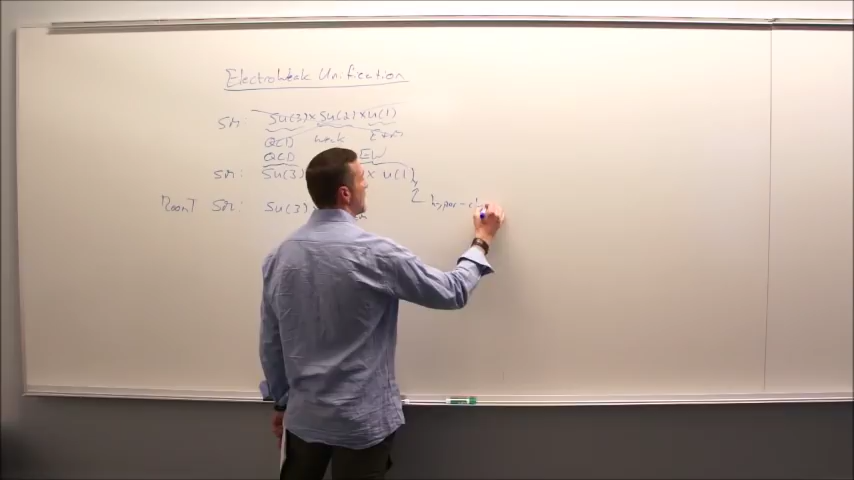 Electroweak Unification
SM SU(3) x SU(2) x U(1)
QCD weak E&M
QCD EW
SM: SU(3) x U(1)
Room T SM: SU(3)
hyper-ch